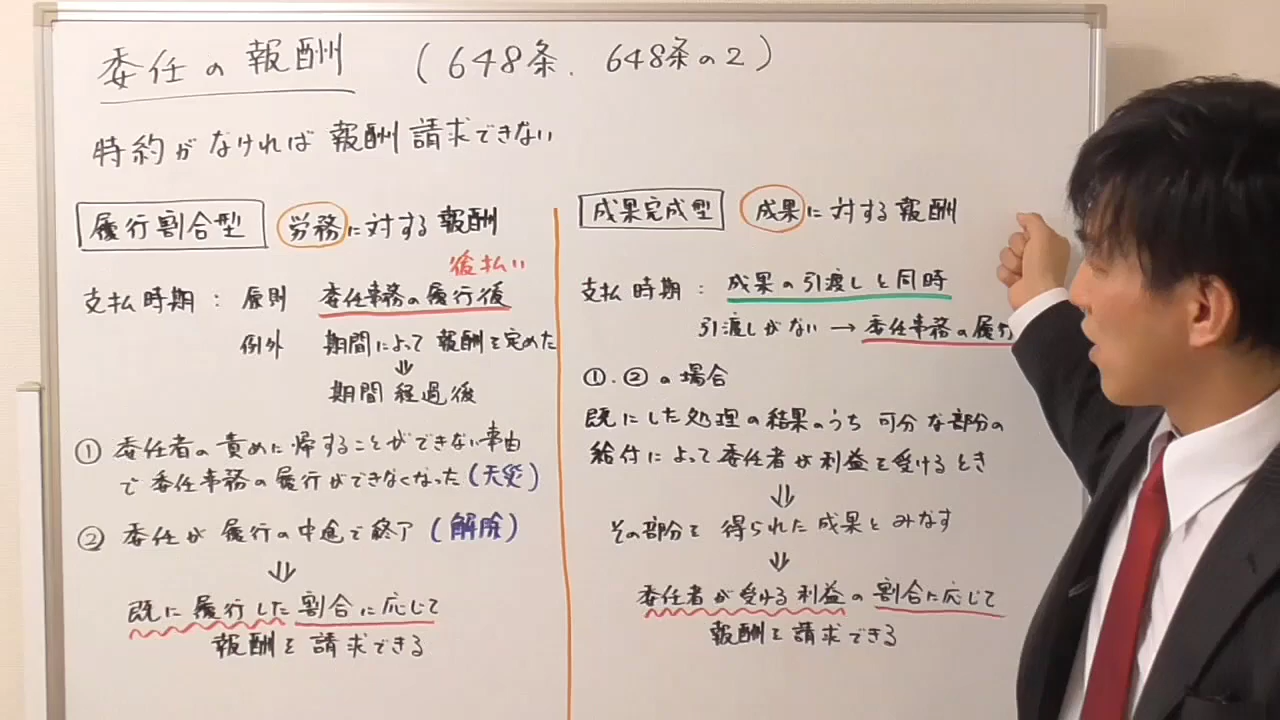 委任の報酬 （648条、648条の2）
特約がなければ報酬請求できない
履行割合型 労務に対する報酬
後払い
支払時期：原則 委任事務の履行後
例外 期間によって報酬を定めた
⇓
期間経過後
① 委任者の責めに帰することができない事由
で委任事務の履行ができなくなった（天災）
② 委任が履行の中途で終了（解除）
⇓
既に履行した割合に応じて
報酬を請求できる
成果完成型 成果に対する報酬
支払時期：成果の引渡しと同時
引渡しがない → 委任事務の履行
①.②の場合
既にした処理の結果のうち可分な部分の
給付によって委任者が利益を受けるとき
⇓
その部分を得られた成果とみなす
⇓
委任者が受ける利益の割合に応じて
報酬を請求できる